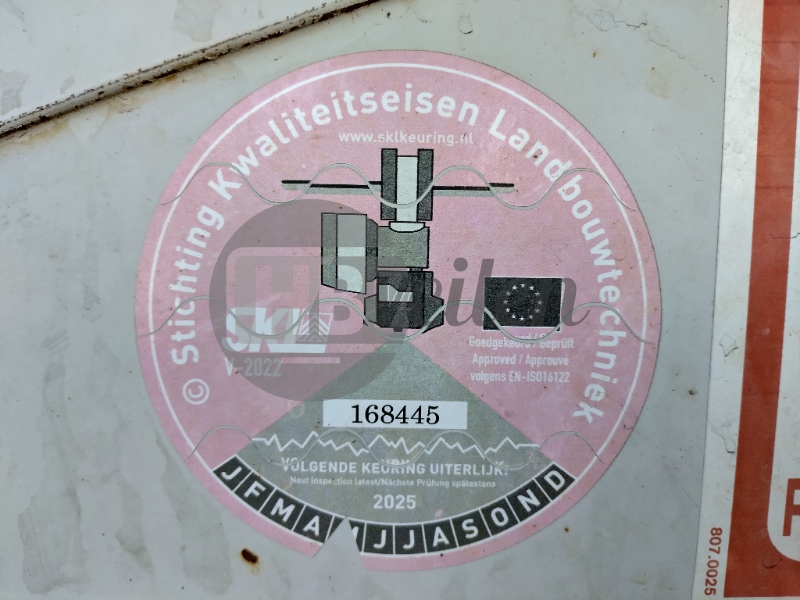 © Stichting Kwaliteitseisen Landbouwtechniek
www.sklkeuring.nl
SKL
V-2022
Goedgekeurd / Geprüft
Approved / Approuvé
volgens EN-ISO16122
168445
VOLGENDE KEURING UITERLIJK:
Next inspection latest/Nächste Prüfung spätestens
2025
J F M A J J A S O N D
807.0025